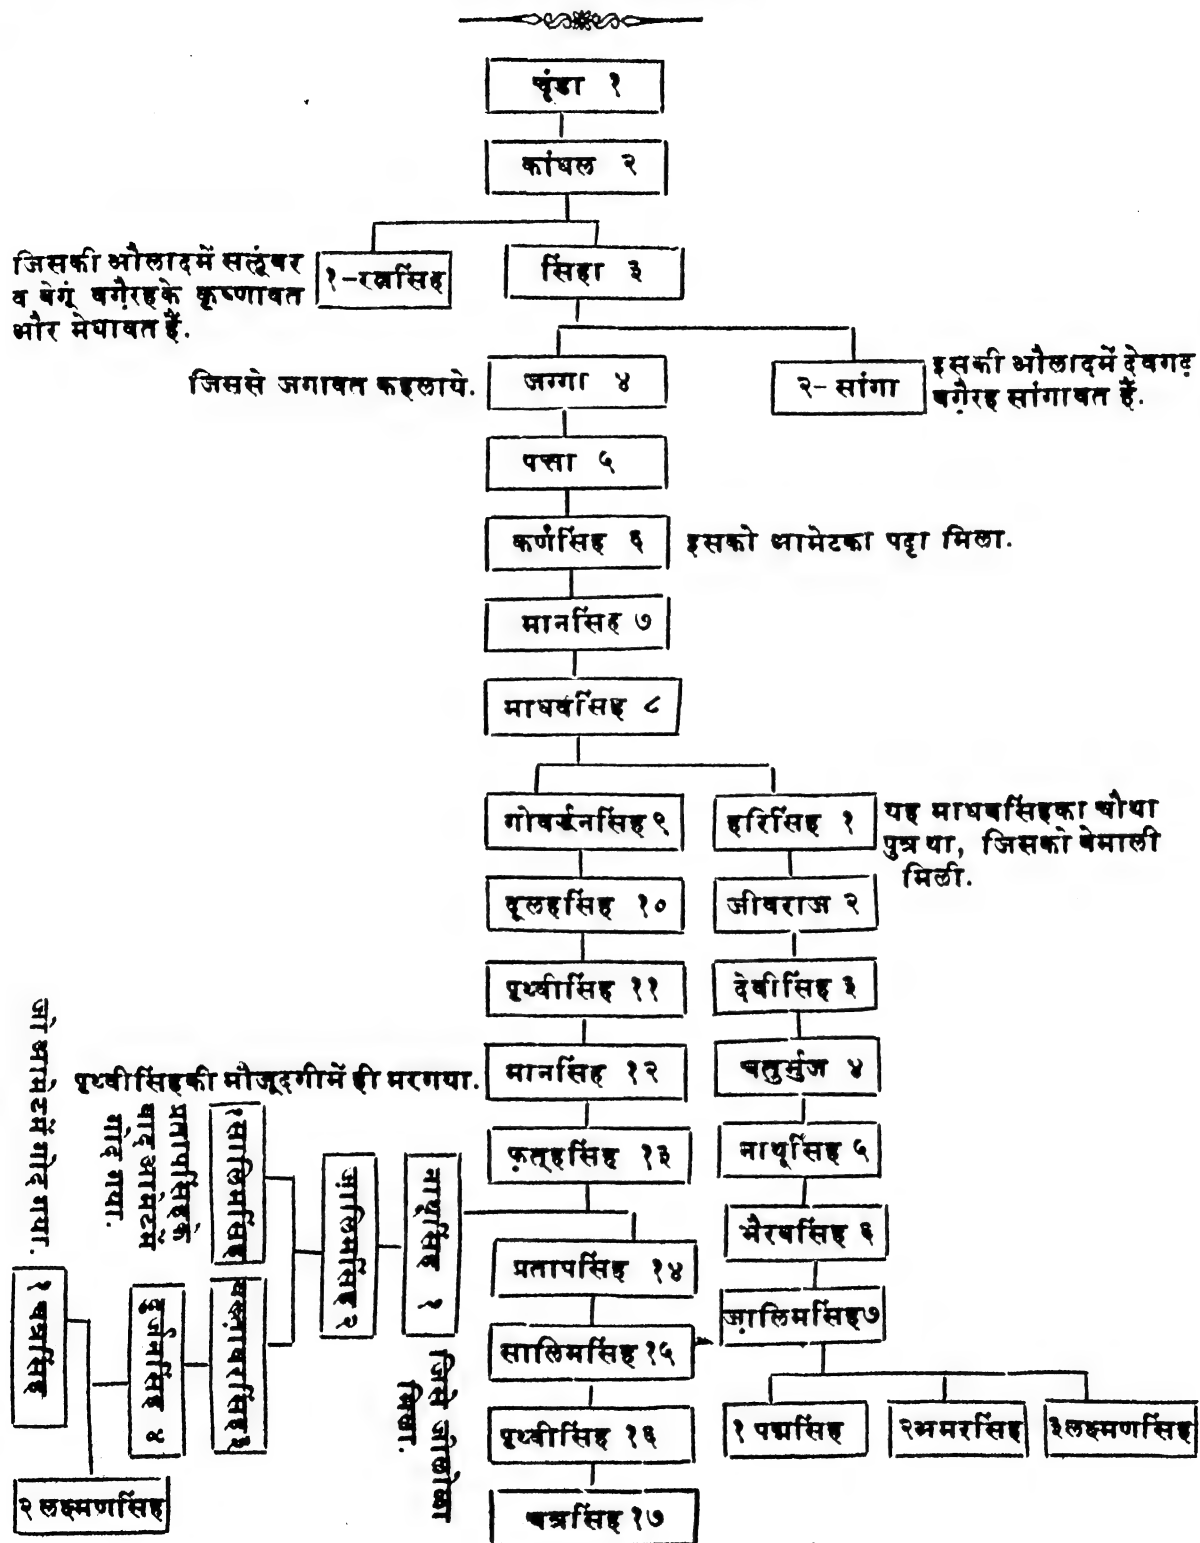 चूंडा १
कांधल २
जिसकी औलादमें सलूंबर
व बेगूं वग़ैरहके कृष्णावत
और मेघावत हैं.
१-रत्नसिंह
सिंहा ३
जिससे जगावत कहलाये.
जग्गा ४
२- सांगा
इसकी औलादमें देवगढ़
वग़ैरह सांगावत हैं.
पत्ता ५
कर्णसिंह ६
इसको आमेटका पट्टा मिला.
मानसिंह ७
माधवसिंह ८
गोवर्द्धनसिंह ९
हरिसिंह १
यह माधवसिंहका चौथा
पुत्र था, जिसको बेमाली
मिली.
दूलहसिंह १०
जीवराज २
पृथ्वीसिंह ११
देवीसिंह ३
पृथ्वीसिंहकी मौजूदगीमें ही मरगया.
मानसिंह १२
चतुर्भुज ४
फ़त्हसिंह १३
नाथूसिंह ५
प्रतापसिंह १४
भैरवसिंह ६
सालिमसिंह १५
ज़ालिमसिंह ७
पृथ्वीसिंह १६
१ पद्मसिंह
२ अमरसिंह
३ लक्ष्मणसिंह
चत्रसिंह १७
नाथूसिंह १
जिसे जीलोळा
मिला.
ज़ालिमसिंह २
१ सालिमसिंह
प्रतापसिंहके
बाद आमेटमें
गोद गया.
बख़्तावरसिंह ३
दुर्जनसिंह ४
१ चत्रसिंह
जो आमेटमें गोद गया.
२ लक्ष्मणसिंह